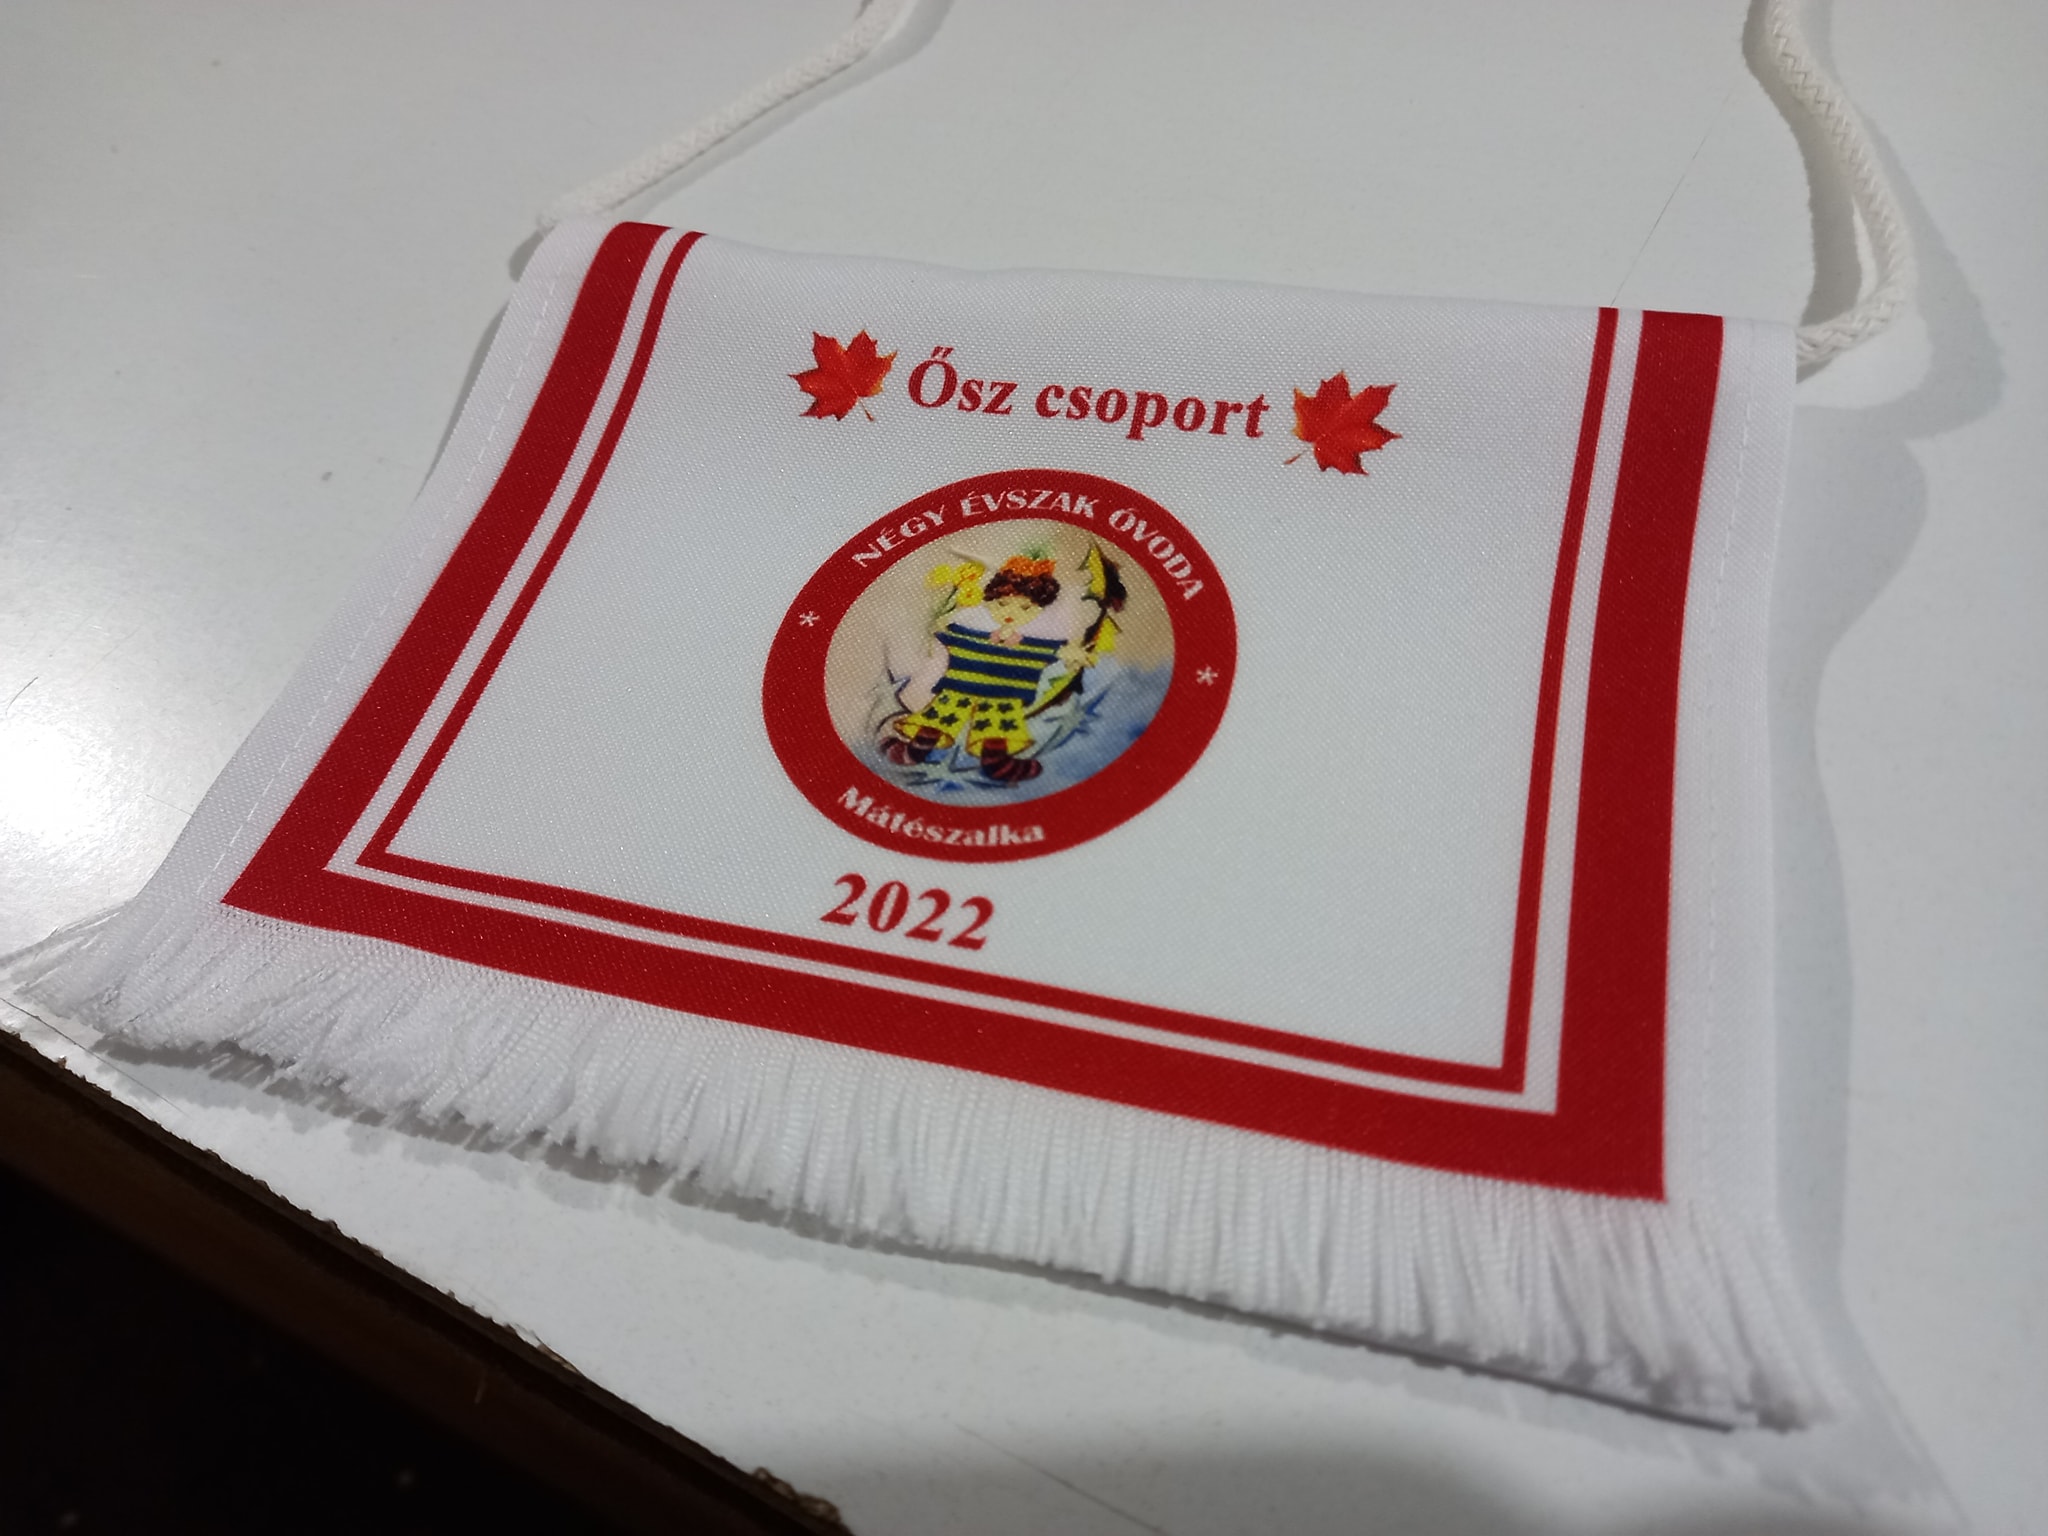 Ősz csoport
NÉGY ÉVSZAK ÓVODA
* *
Mátészalka
2022